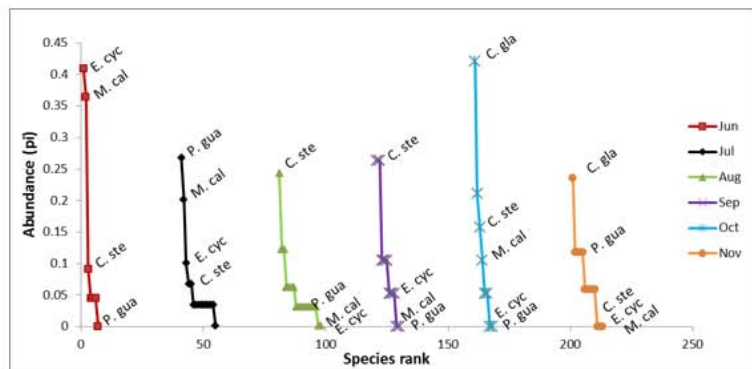 0.45
0.4
0.35
0.3
0.25
0.2
0.15
0.1
0.05
0
Abundance (pi)
0
50
100
150
200
250
Species rank
E. cyc
M. cal
C. ste
P. gua
P. gua
M. cal
E. cyc
C. ste
C. ste
P. gua
M. cal
E. cyc
C. ste
E. cyc
M. cal
P. gua
C. gla
C. ste
M. cal
E. cyc
P. gua
C. gla
P. gua
C. ste
E. cyc
M. cal
Jun
Jul
Aug
Sep
Oct
Nov